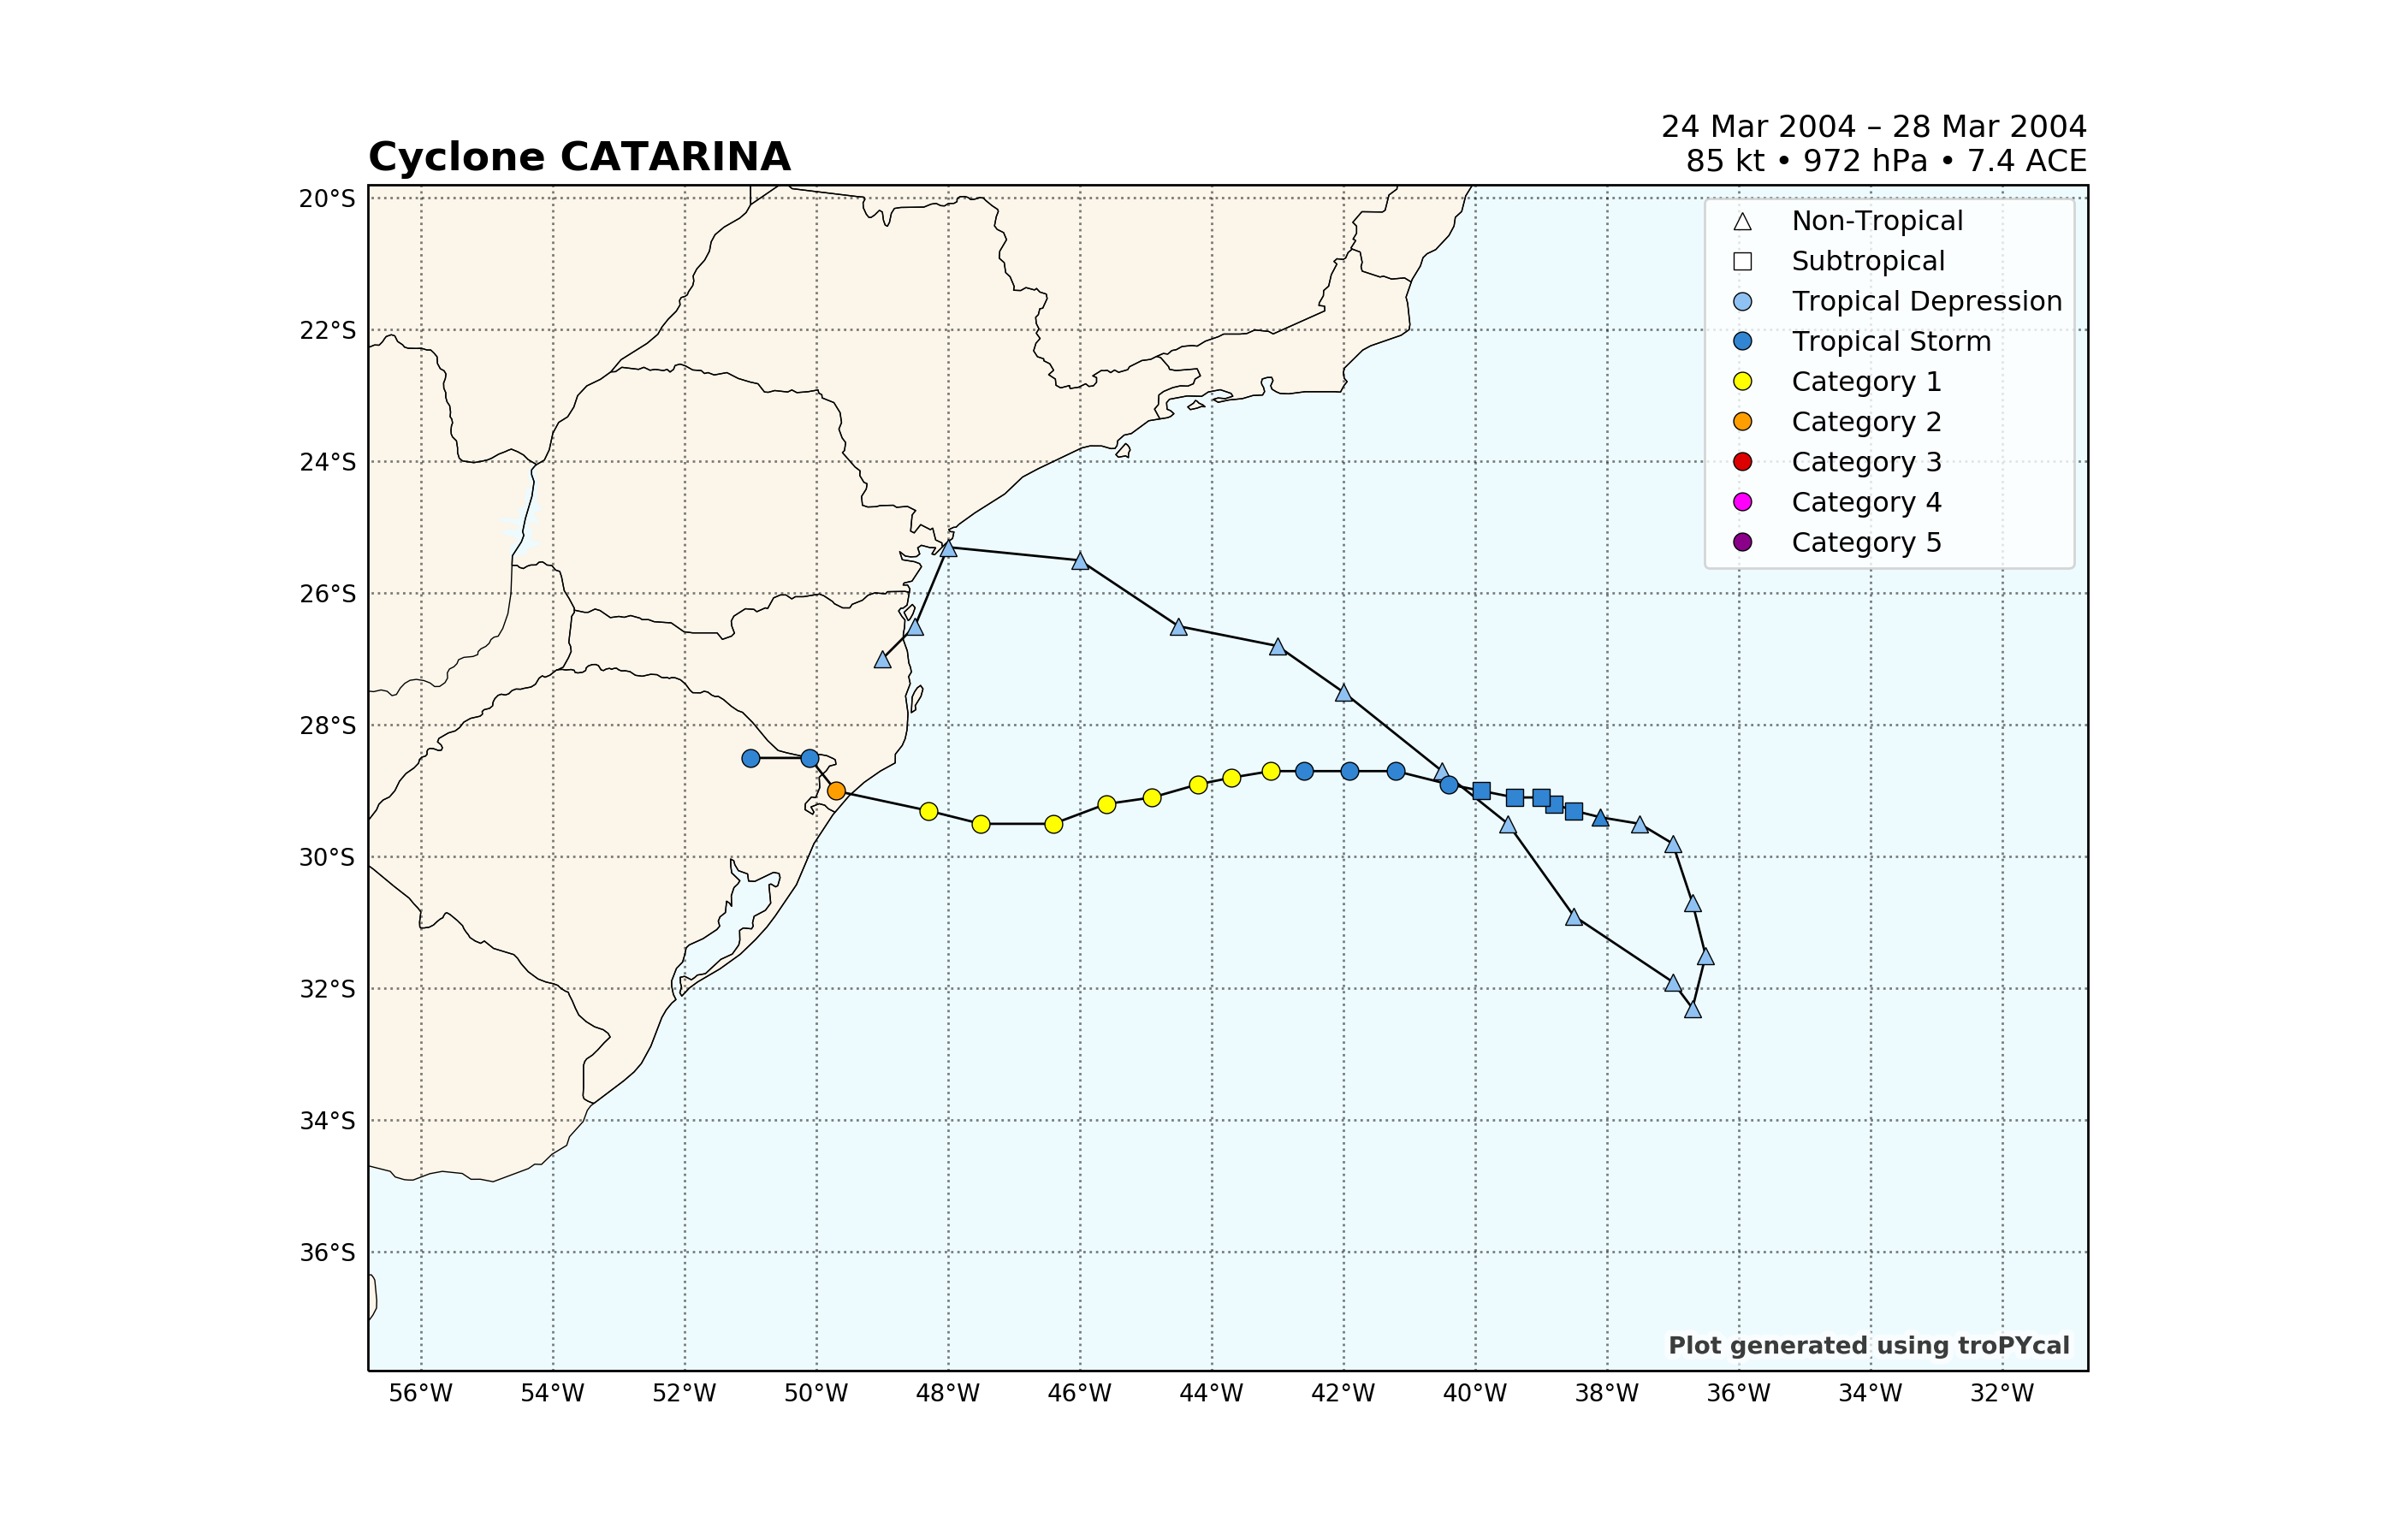 Cyclone CATARINA
24 Mar 2004 – 28 Mar 2004
85 kt • 972 hPa • 7.4 ACE
20°S
22°S
24°S
26°S
28°S
30°S
32°S
34°S
36°S
Non-Tropical
Subtropical
Tropical Depression
Tropical Storm
Category 1
Category 2
Category 3
Category 4
Category 5
Plot generated using troPYcal
56°W 54°W 52°W 50°W 48°W 46°W 44°W 42°W 40°W 38°W 36°W 34°W 32°W